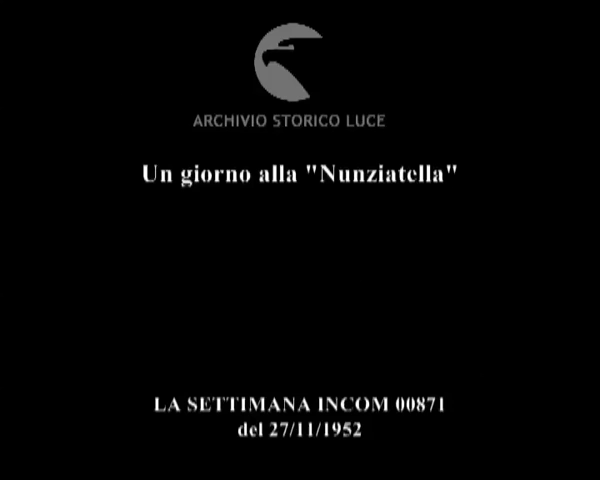 ARCHIVIO STORICO LUCE
Un giorno alla "Nunziatella"
LA SETTIMANA INCOM 00871
del 27/11/1952